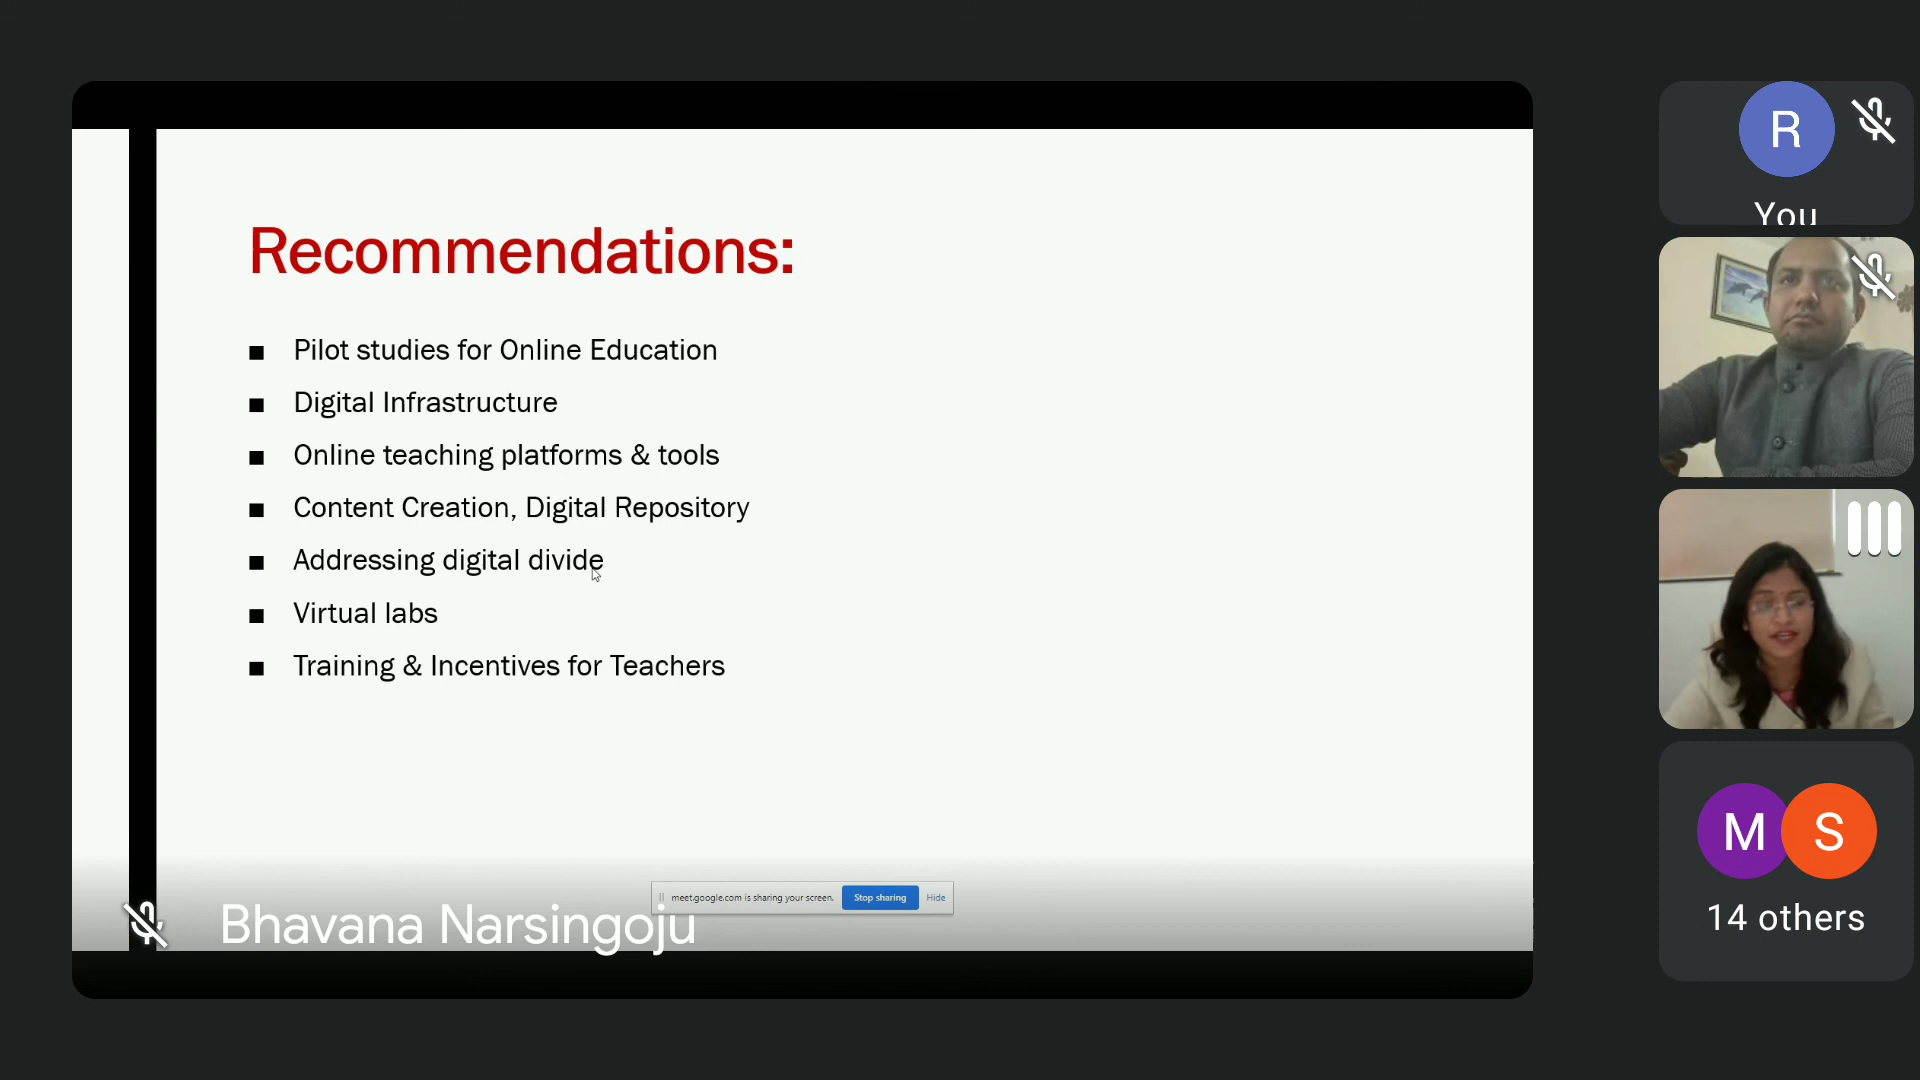 Recommendations:
■ Pilot studies for Online Education
■ Digital Infrastructure
■ Online teaching platforms & tools
■ Content Creation, Digital Repository
■ Addressing digital divide
■ Virtual labs
■ Training & Incentives for Teachers
meet.google.com is sharing your screen. Stop sharing Hide
Bhavana Narsingoju
R
You
M S
14 others